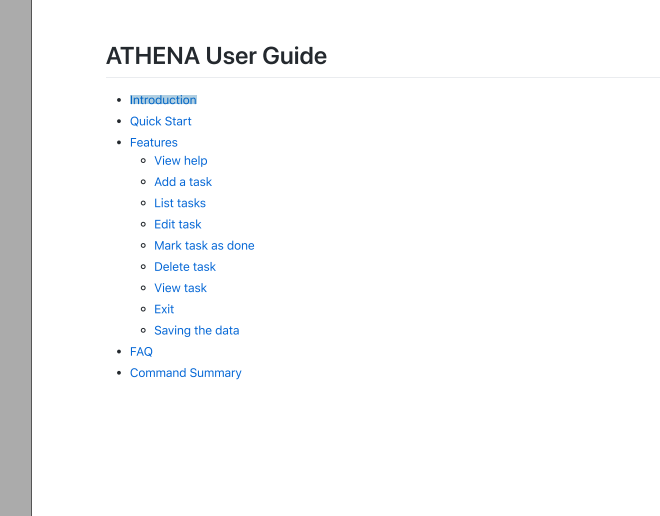 ATHENA User Guide
Introduction
Quick Start
Features
View help
Add a task
List tasks
Edit task
Mark task as done
Delete task
View task
Exit
Saving the data
FAQ
Command Summary